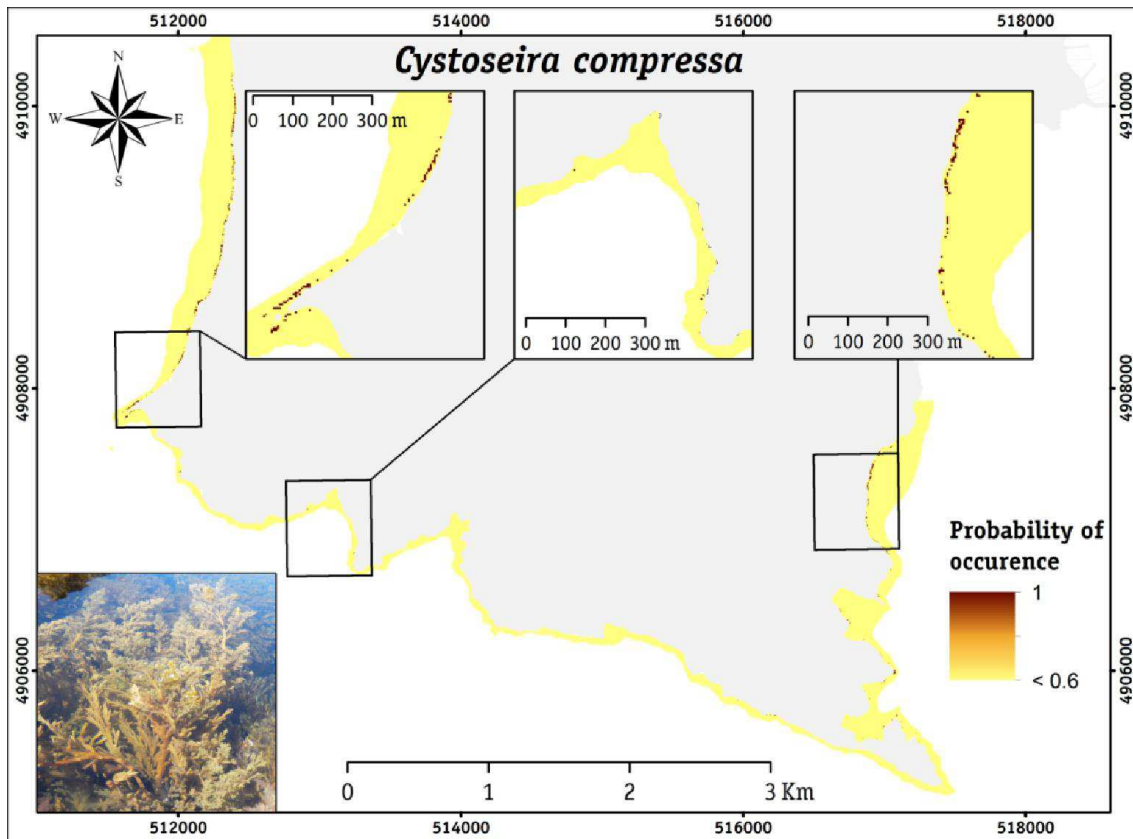 512000 514000 516000 518000
Cystoseira compressa
N
W E
S
0 100 200 300 m
0 100 200 300 m
0 100 200 300 m
4910000 4910000
4908000 4908000
4906000 4906000
Probability of
occurence
1
< 0.6
0 1 2 3 Km
512000 514000 516000 518000